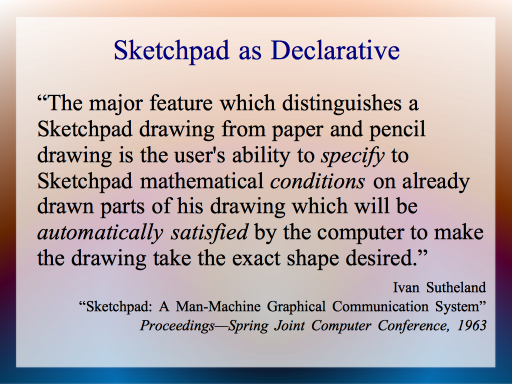 Sketchpad as Declarative
“The major feature which distinguishes a
Sketchpad drawing from paper and pencil
drawing is the user's ability to specify to
Sketchpad mathematical conditions on already
drawn parts of his drawing which will be
automatically satisfied by the computer to make
the drawing take the exact shape desired.”
Ivan Sutheland
“Sketchpad: A Man-Machine Graphical Communication System”
Proceedings—Spring Joint Computer Conference, 1963